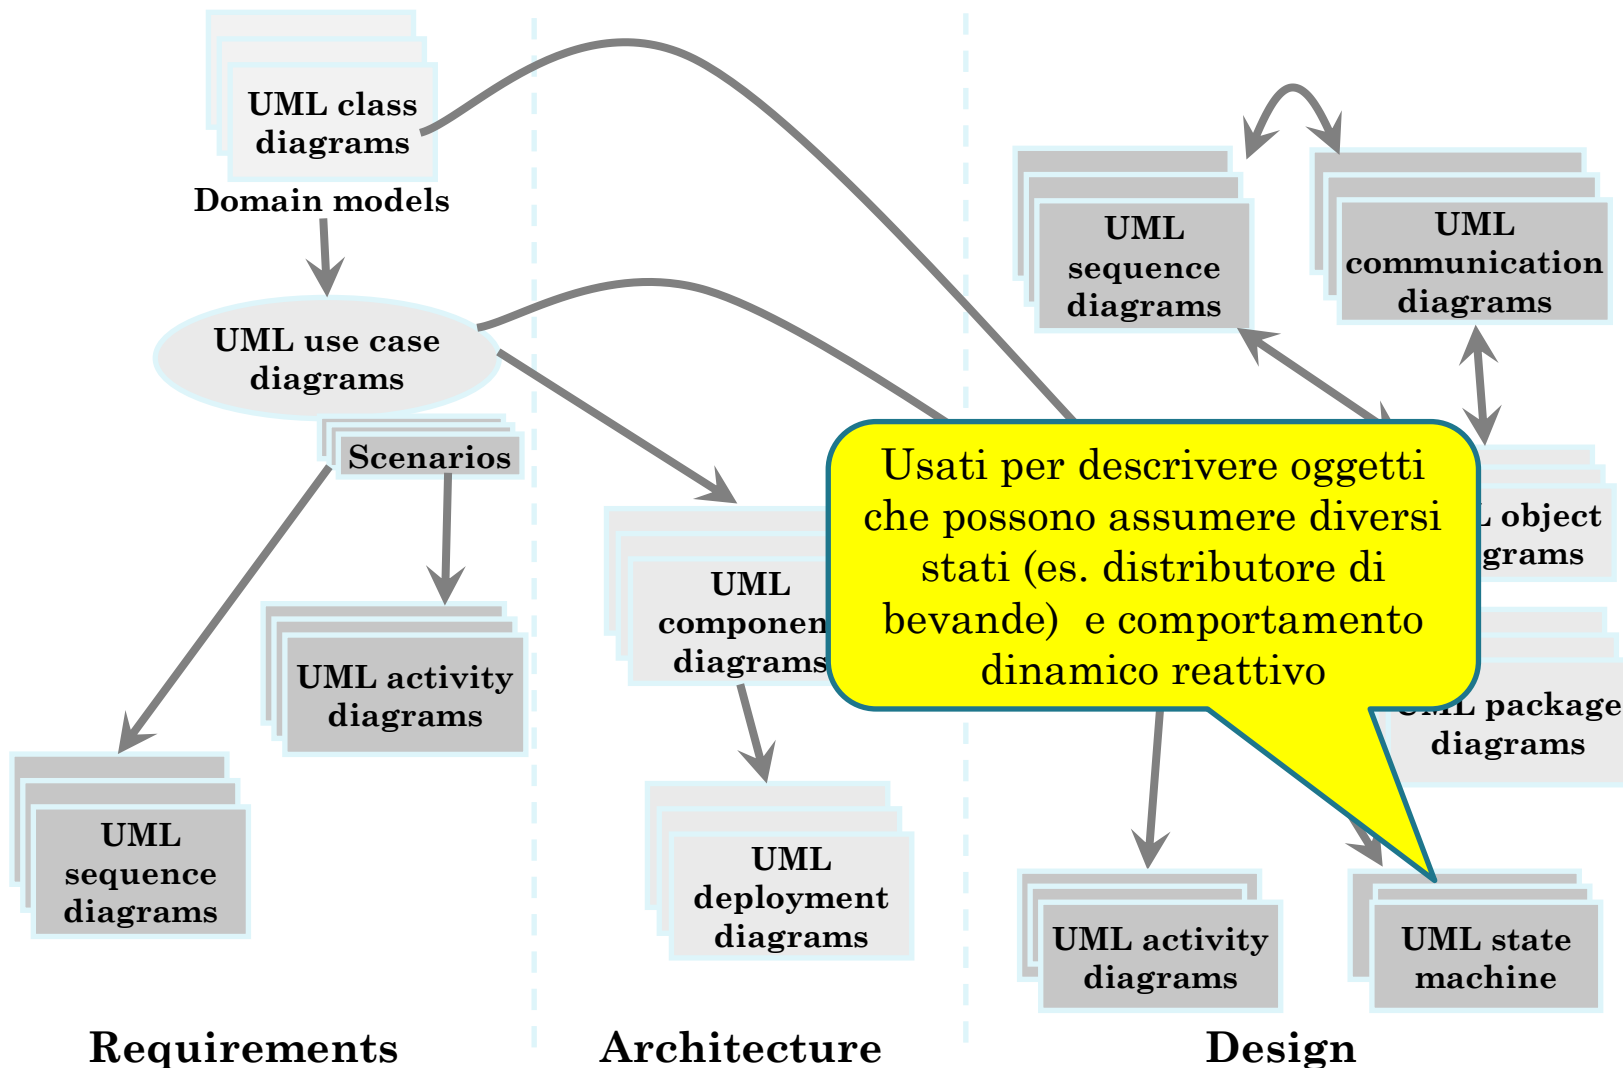 UML class
diagrams
Domain models
UML use case
diagrams
Scenarios
UML activity
diagrams
UML
sequence
diagrams
Requirements
UML
componen
diagrams
UML
deployment
diagrams
Architecture
UML
sequence
diagrams
UML
communication
diagrams
Usati per descrivere oggetti
che possono assumere diversi
stati (es. distributore di
bevande) e comportamento
dinamico reattivo
L object
grams
UML package
diagrams
UML activity
diagrams
UML state
machine
Design